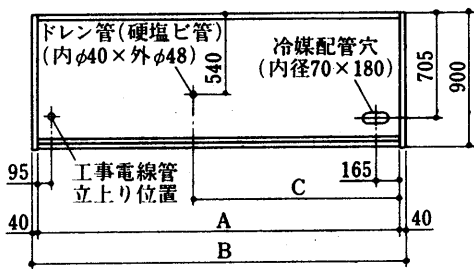 ドレン管(硬塩ビ管)
(内φ40×外φ48)
540
冷媒配管穴
(内径70×180)
705
900
95
工事電線管
立上り位置
165
C
40
A
40
B